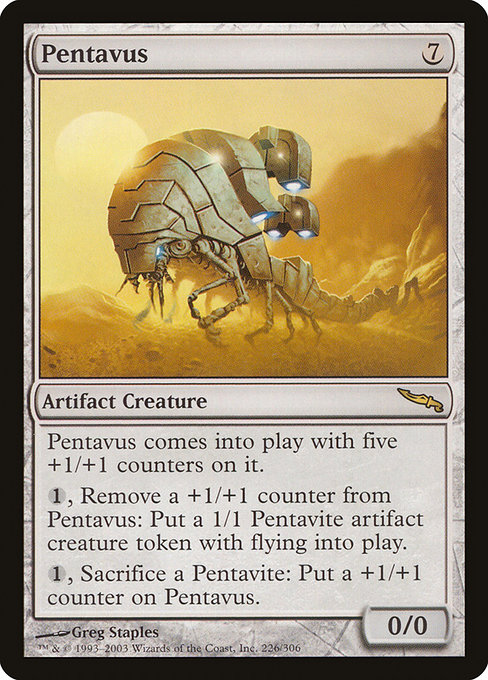 Pentavus 7
Artifact Creature
Pentavus comes into play with five
+1/+1 counters on it.
1, Remove a +1/+1 counter from
Pentavus: Put a 1/1 Pentavite artifact
creature token with flying into play.
1, Sacrifice a Pentavite: Put a +1/+1
counter on Pentavus.
0/0
Greg Staples
™ & © 1993–2003 Wizards of the Coast, Inc. 226/306